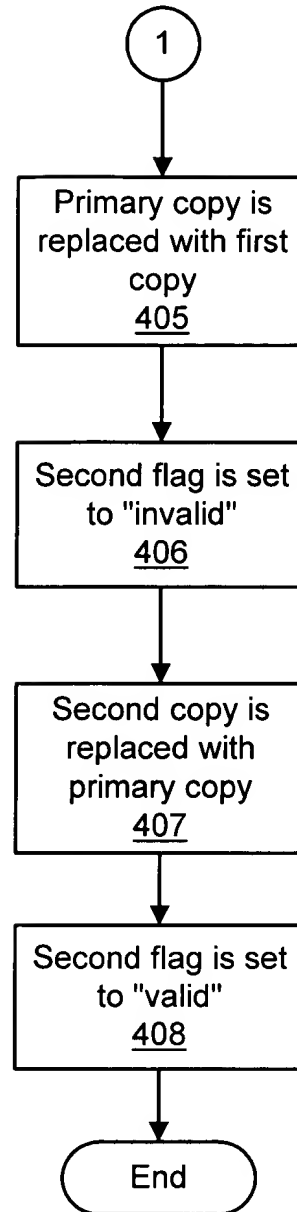 1
Primary copy is
replaced with first
copy
405
Second flag is set
to "invalid"
406
Second copy is
replaced with
primary copy
407
Second flag is set
to "valid"
408
End